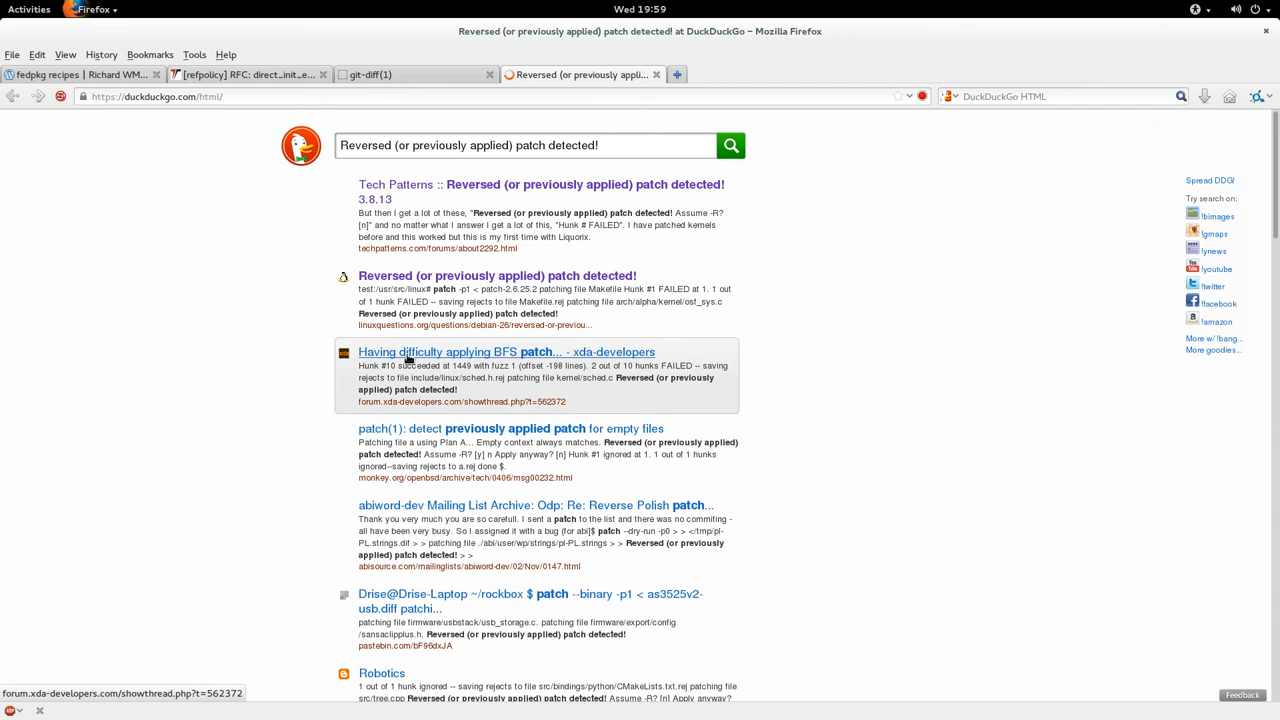 Activities
Firefox
Wed 19:59
Reversed (or previously applied) patch detected! at DuckDuckGo – Mozilla Firefox
File Edit View History Bookmarks Tools Help
fedpkg recipes | Richard WM...
[refpolicy] RFC: direct_init_e...
git-diff(1)
Reversed (or previously appli...
https://duckduckgo.com/html/
DuckDuckGo HTML
Reversed (or previously applied) patch detected!
Tech Patterns :: Reversed (or previously applied) patch detected!
3.8.13
But then I get a lot of these, "Reversed (or previously applied) patch detected! Assume -R?
[n]" and no matter what I answer I get a lot of this, "Hunk # FAILED". I have patched kernels
before and this worked but this is my first time with Liquorix.
techpatterns.com/forums/about2292.html
Reversed (or previously applied) patch detected!
test:/usr/src/linux# patch -p1 < patch-2.6.25.2 patching file Makefile Hunk #1 FAILED at 1. 1 out
of 1 hunk FAILED -- saving rejects to file Makefile.rej patching file arch/alpha/kernel/osf_sys.c
Reversed (or previously applied) patch detected!
linuxquestions.org/questions/debian-26/reversed-or-previou...
Having difficulty applying BFS patch... - xda-developers
Hunk #10 succeeded at 1449 with fuzz 1 (offset -198 lines). 2 out of 10 hunks FAILED -- saving
rejects to file include/linux/sched.h.rej patching file kernel/sched.c Reversed (or previously
applied) patch detected!
forum.xda-developers.com/showthread.php?t=562372
patch(1): detect previously applied patch for empty files
Patching file a using Plan A... Empty context always matches. Reversed (or previously applied)
patch detected! Assume -R? [y] n Apply anyway? [n] Hunk #1 ignored at 1. 1 out of 1 hunks
ignored--saving rejects to a.rej done $.
monkey.org/openbsd/archive/tech/0406/msg00232.html
abiword-dev Mailing List Archive: Odp: Re: Reverse Polish patch...
Thank you very much you are so carefull. I sent a patch to the list and there was no commiting -
all have been very busy. So I assigned it with a bug (for abi]$ patch --dry-run -p0 > > </tmp/pl-
PL.strings.dif > > patching file ./abi/user/wp/strings/pl-PL.strings > > Reversed (or previously
applied) patch detected! > >
abisource.com/mailinglists/abiword-dev/02/Nov/0147.html
Drise@Drise-Laptop ~/rockbox $ patch --binary -p1 < as3525v2-
usb.diff patchi...
patching file firmware/usbstack/usb_storage.c. patching file firmware/export/config
/sansaclipplus.h. Reversed (or previously applied) patch detected!
pastebin.com/bF96dxJA
Robotics
1 out of 1 hunk ignored -- saving rejects to file src/bindings/python/CMakeLists.txt.rej patching file
src/tree.cpp Reversed (or previously applied) patch detected! Assume -R? [n] Apply anyway?
Spread DDG!
Try search on:
!bimages
!gmaps
!ynews
!youtube
!twitter
!facebook
!amazon
More w/ !bang...
More goodies...
forum.xda-developers.com/showthread.php?t=562372
Feedback